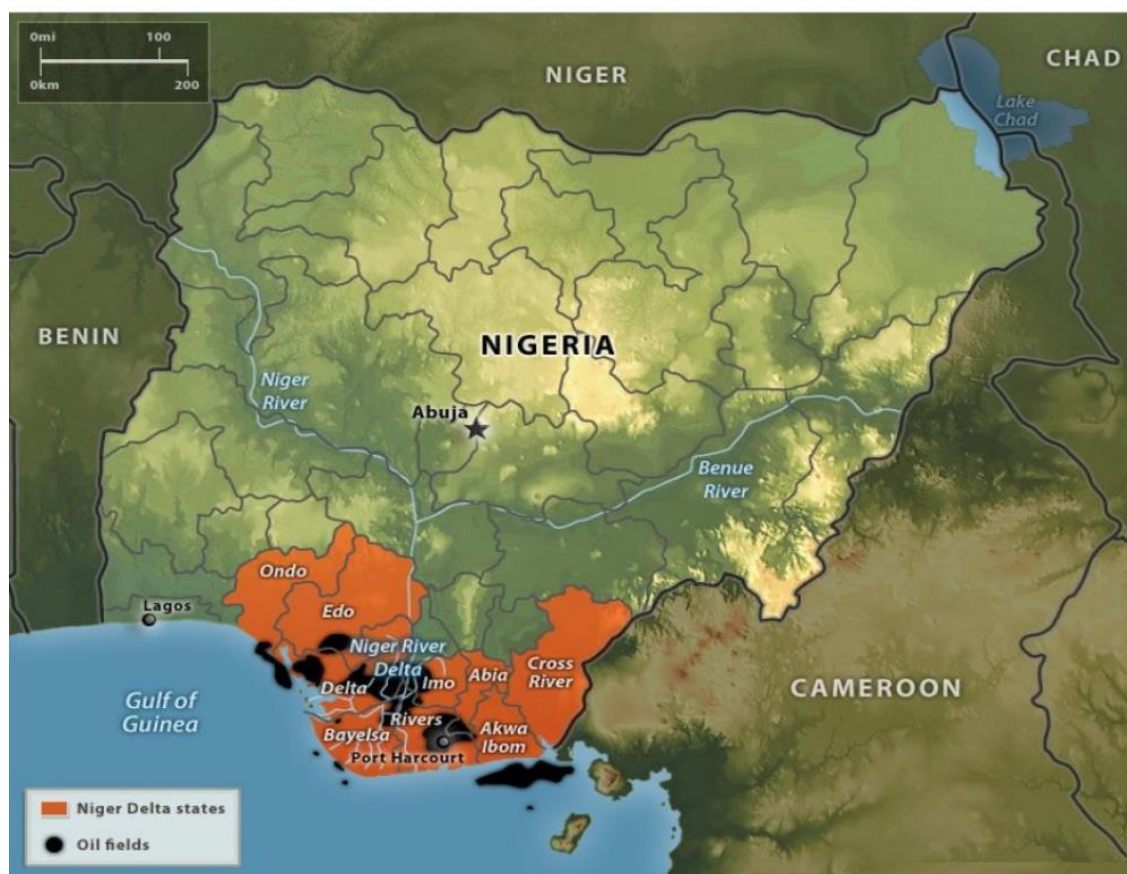 0mi 100
0km 200
NIGER
CHAD
Lake
Chad
BENIN
NIGERIA
Niger
River
Abuja
Benue
River
Ondo
Lagos
Edo
Niger River
Delta
Delta
Imo
Abia
Cross
River
Gulf of
Guinea
CAMEROON
Rivers
Bayelsa
Akwa
Ibom
Port Harcourt
Niger Delta states
Oil fields